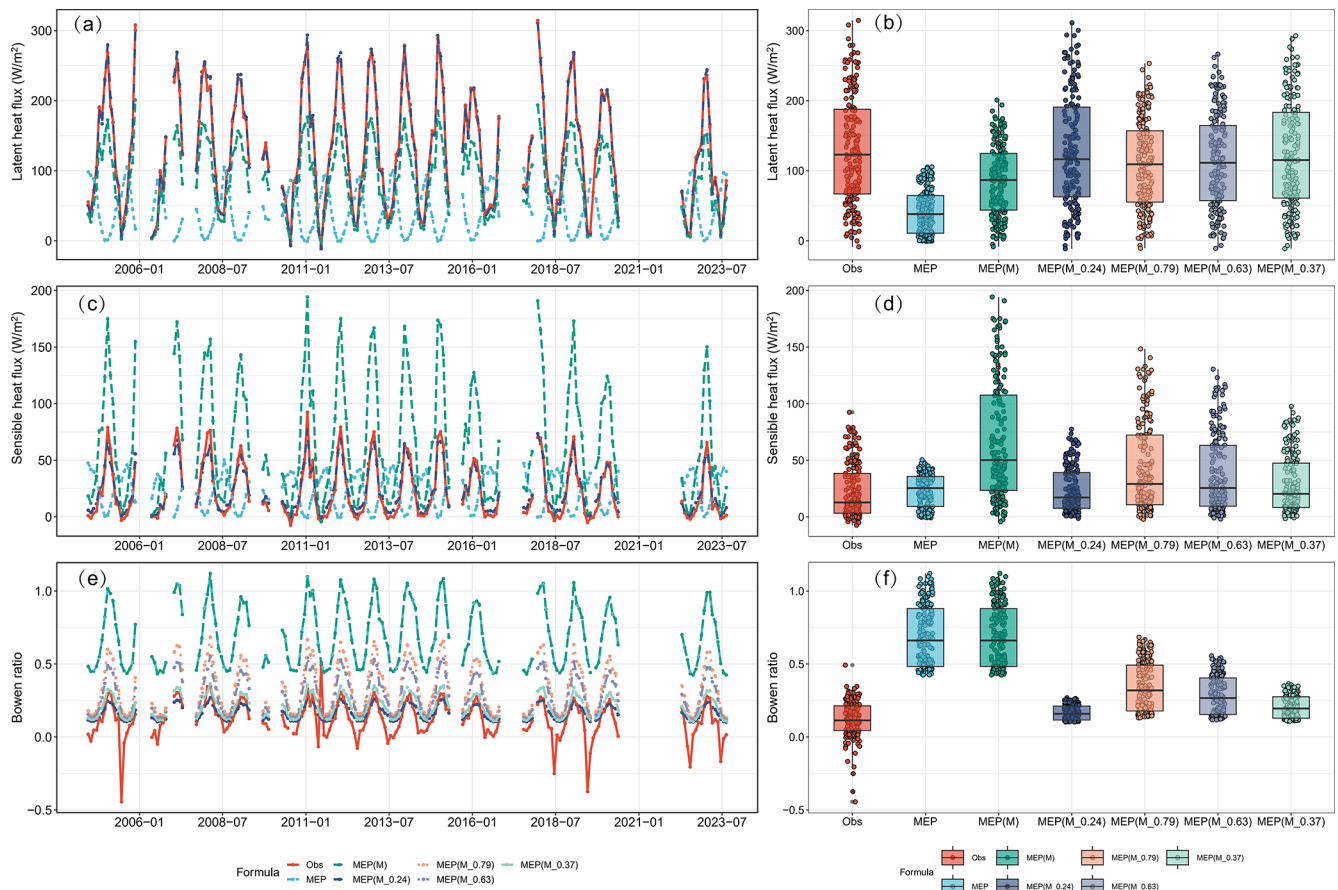 (a)
Latent heat flux (W/m²)
300
200
100
0
2006−01 2008−07 2011−01 2013−07 2016−01 2018−07 2021−01 2023−07
(b)
Latent heat flux (W/m²)
300
200
100
0
Obs MEP MEP(M) MEP(M_0.24) MEP(M_0.79) MEP(M_0.63) MEP(M_0.37)
(c)
Sensible heat flux (W/m²)
200
150
100
50
0
2006−01 2008−07 2011−01 2013−07 2016−01 2018−07 2021−01 2023−07
(d)
Sensible heat flux (W/m²)
200
150
100
50
0
Obs MEP MEP(M) MEP(M_0.24) MEP(M_0.79) MEP(M_0.63) MEP(M_0.37)
(e)
Bowen ratio
1.0
0.5
0.0
−0.5
2006−01 2008−07 2011−01 2013−07 2016−01 2018−07 2021−01 2023−07
(f)
Bowen ratio
1.0
0.5
0.0
−0.5
Obs MEP MEP(M) MEP(M_0.24) MEP(M_0.79) MEP(M_0.63) MEP(M_0.37)
Formula
Obs MEP(M) MEP(M_0.79) MEP(M_0.37)
MEP MEP(M_0.24) MEP(M_0.63)
Formula
Obs MEP(M) MEP(M_0.79) MEP(M_0.37)
MEP MEP(M_0.24) MEP(M_0.63)